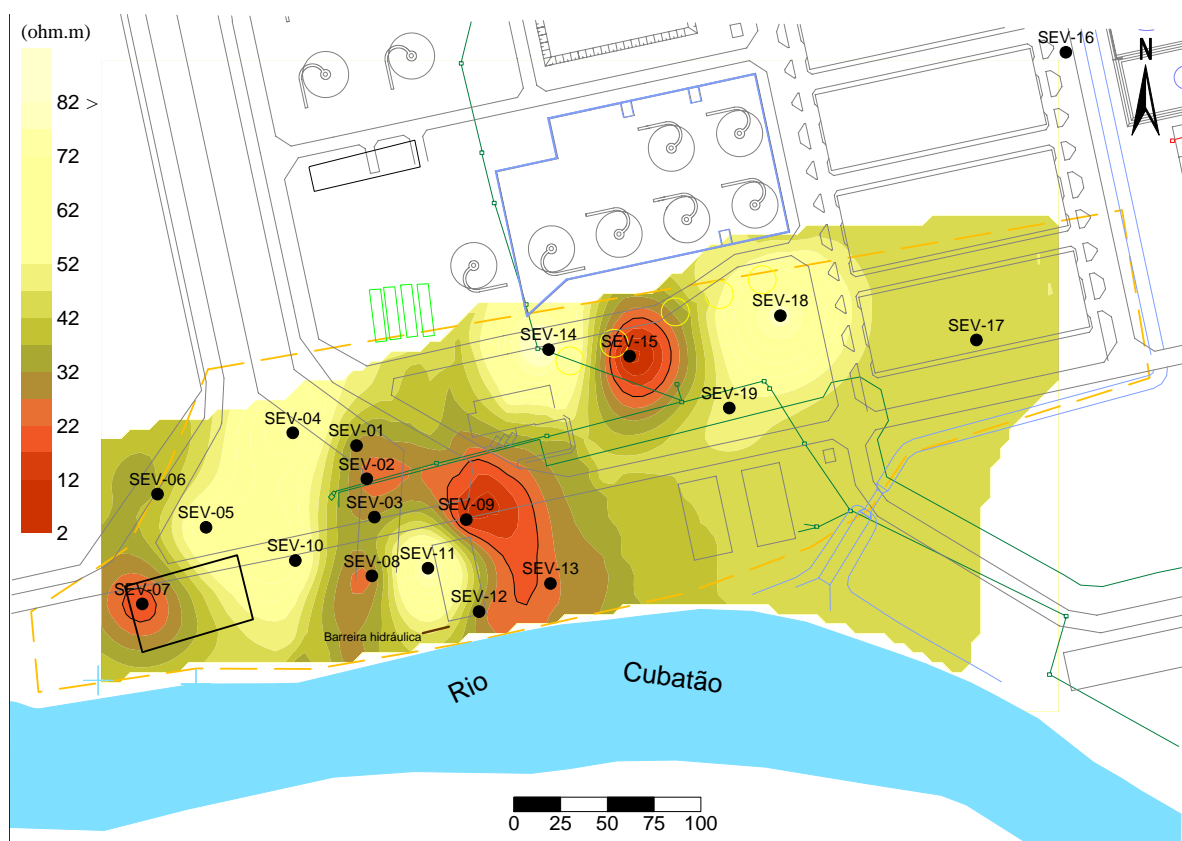 (ohm.m)
82 >
72
62
52
42
32
22
12
2
N
SEV-16
SEV-18
SEV-17
SEV-14
SEV-15
SEV-19
SEV-04
SEV-01
SEV-02
SEV-06
SEV-03
SEV-09
SEV-05
SEV-10
SEV-11
SEV-08
SEV-13
SEV-07
SEV-12
Barreira hidráulica
Rio Cubatão
0 25 50 75 100